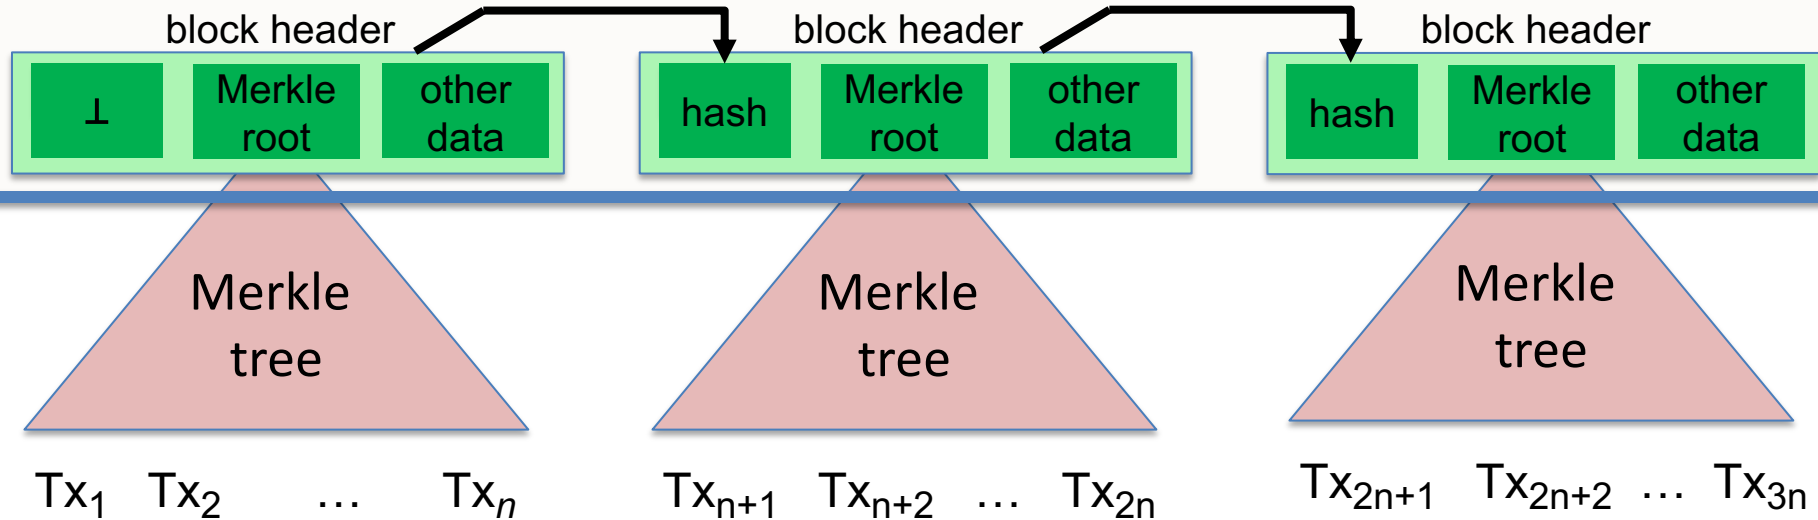 block header
block header
block header
⊥
Merkle
root
other
data
hash
Merkle
root
other
data
hash
Merkle
root
other
data
Merkle
tree
Merkle
tree
Merkle
tree
Tx₁ Tx₂ … Txₙ
Txₙ₊₁ Txₙ₊₂ … Tx₂ₙ
Tx₂ₙ₊₁ Tx₂ₙ₊₂ … Tx₃ₙ